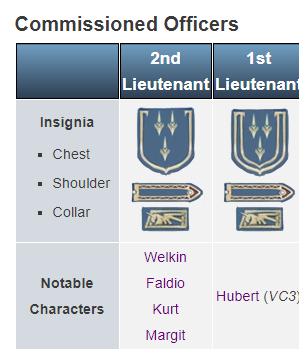 Commissioned Officers
2nd Lieutenant
1st Lieutenant
Insignia
Chest
Shoulder
Collar
Notable Characters
Welkin
Faldio
Kurt
Margit
Hubert (VC3)